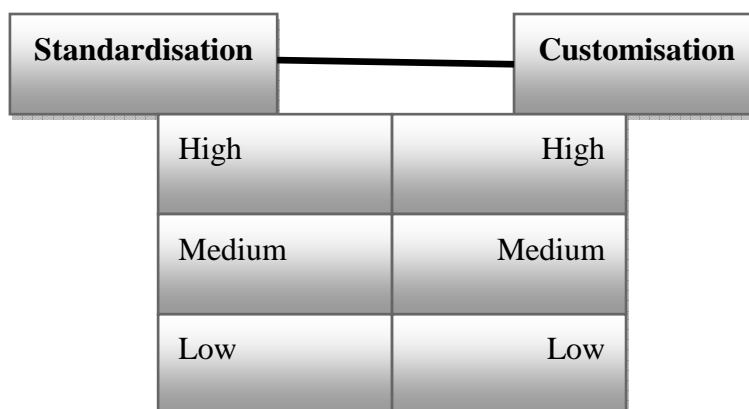 Standardisation Customisation
High High
Medium Medium
Low Low